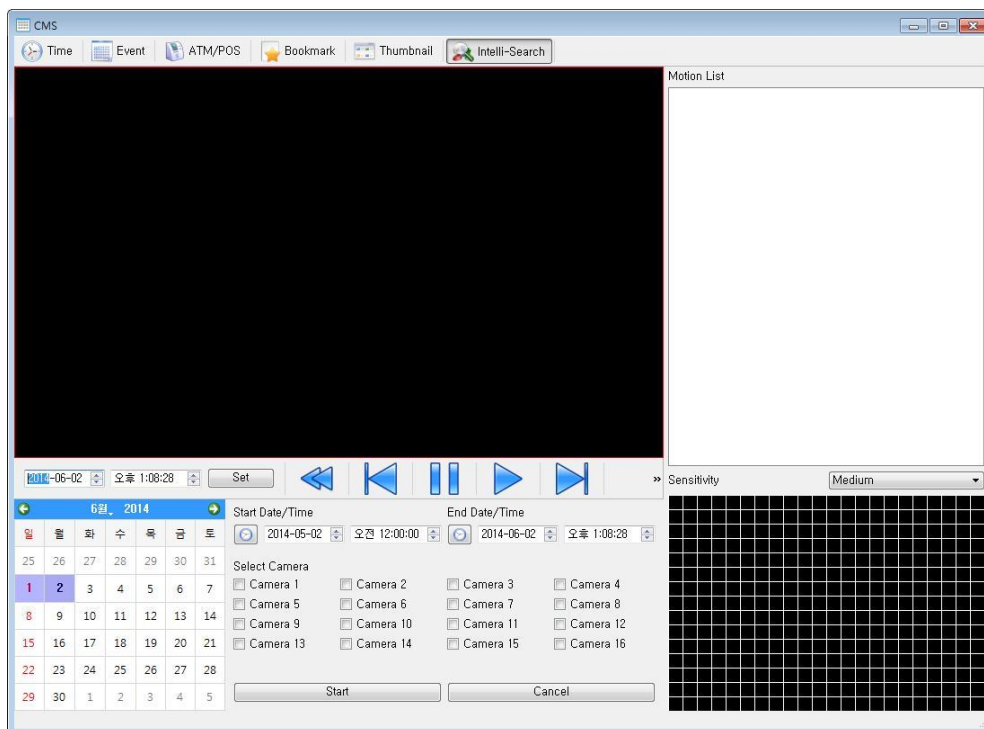 CMS
Time Event ATM/POS Bookmark Thumbnail Intelli-Search
Motion List
2014-06-02 오후 1:08:28 Set » Sensitivity Medium
6월, 2014
일 월 화 수 목 금 토
25 26 27 28 29 30 31
1 2 3 4 5 6 7
8 9 10 11 12 13 14
15 16 17 18 19 20 21
22 23 24 25 26 27 28
29 30 1 2 3 4 5
Start Date/Time End Date/Time
2014-05-02 오전 12:00:00 2014-06-02 오후 1:08:28
Select Camera
Camera 1 Camera 2 Camera 3 Camera 4
Camera 5 Camera 6 Camera 7 Camera 8
Camera 9 Camera 10 Camera 11 Camera 12
Camera 13 Camera 14 Camera 15 Camera 16
Start Cancel